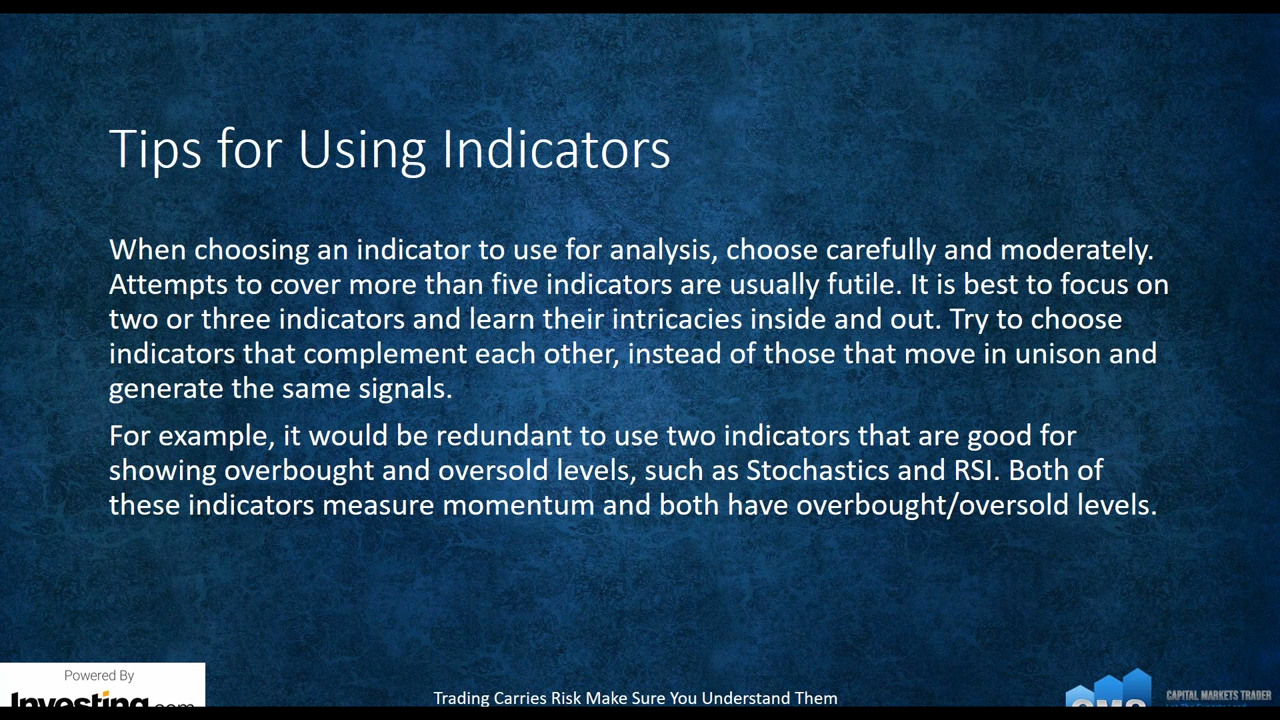 Tips for Using Indicators
When choosing an indicator to use for analysis, choose carefully and moderately.
Attempts to cover more than five indicators are usually futile. It is best to focus on
two or three indicators and learn their intricacies inside and out. Try to choose
indicators that complement each other, instead of those that move in unison and
generate the same signals.
For example, it would be redundant to use two indicators that are good for
showing overbought and oversold levels, such as Stochastics and RSI. Both of
these indicators measure momentum and both have overbought/oversold levels.
Powered By
Investing.com
Trading Carries Risk Make Sure You Understand Them
CAPITAL MARKETS TRADER